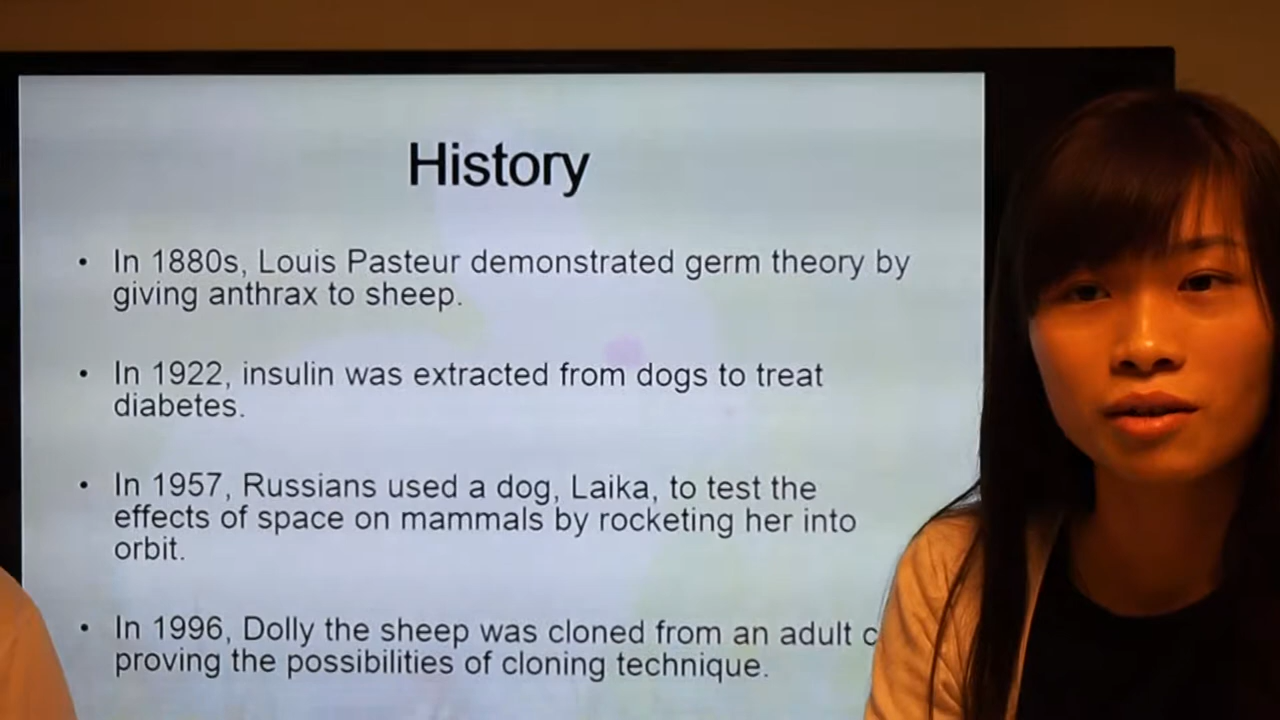 History
• In 1880s, Louis Pasteur demonstrated germ theory by
giving anthrax to sheep.
• In 1922, insulin was extracted from dogs to treat
diabetes.
• In 1957, Russians used a dog, Laika, to test the
effects of space on mammals by rocketing her into
orbit.
• In 1996, Dolly the sheep was cloned from an adult
proving the possibilities of cloning technique.